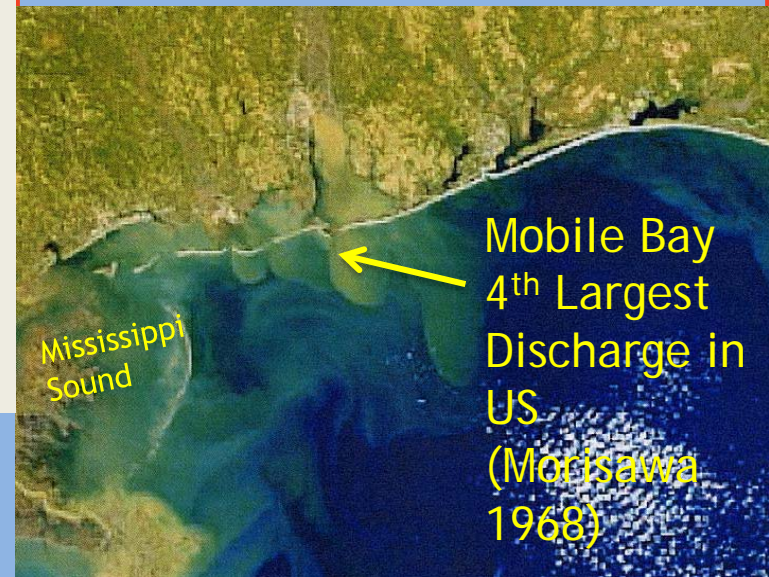 Mississippi
Sound
Mobile Bay
4th Largest
Discharge in
US
(Morisawa
1968)